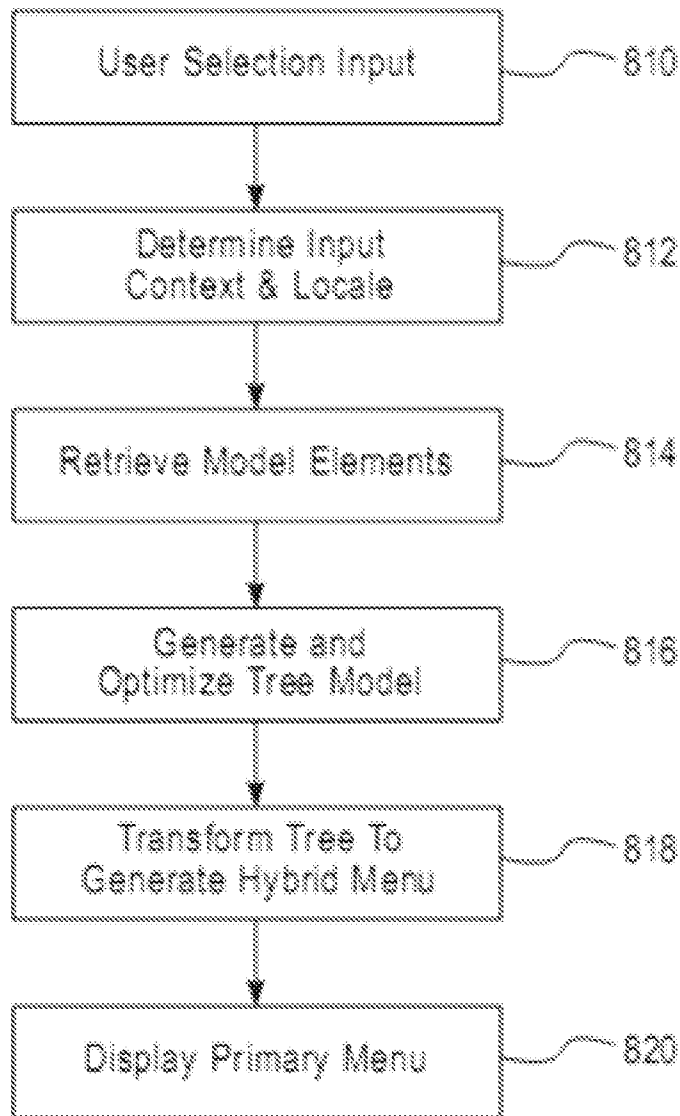 User Selection Input
810
Determine Input
Context & Locale
812
Retrieve Model Elements
814
Generate and
Optimize Tree Model
816
Transform Tree To
Generate Hybrid Menu
818
Display Primary Menu
820